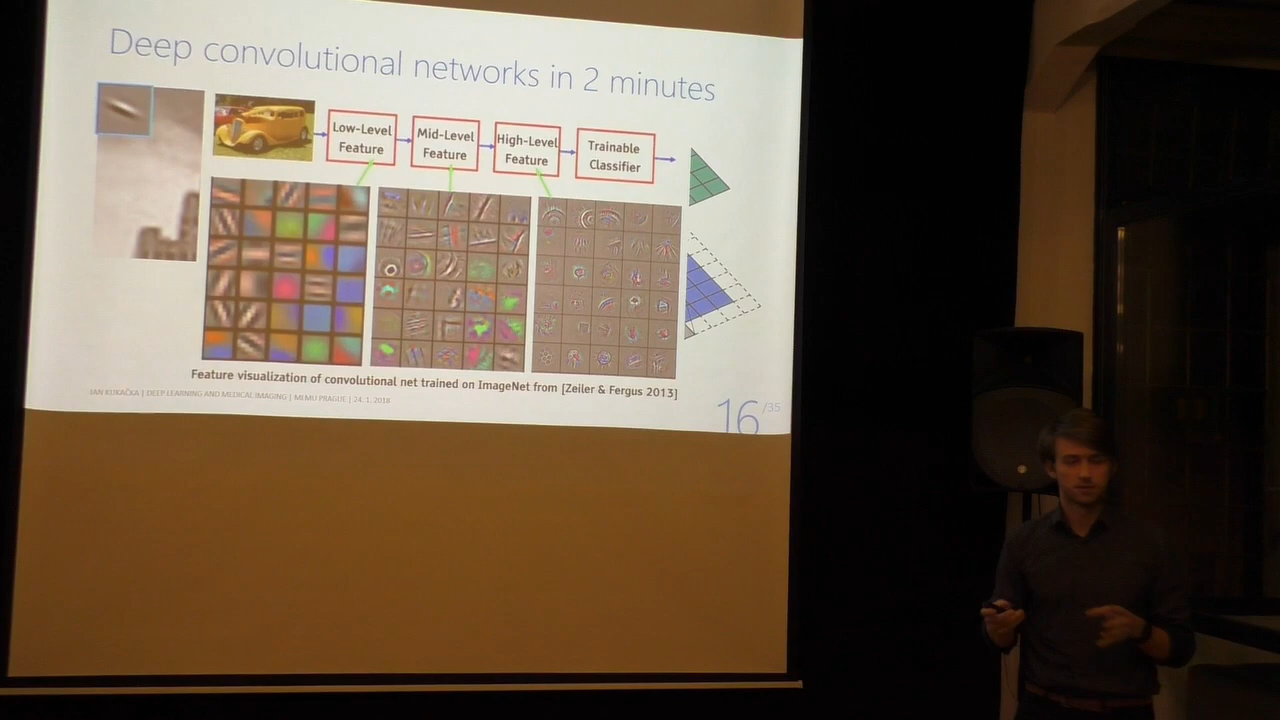 Deep convolutional networks in 2 minutes
Low-Level
Feature
Mid-Level
Feature
High-Level
Feature
Trainable
Classifier
Feature visualization of convolutional net trained on ImageNet from [Zeiler & Fergus 2013]
JAN KUKAČKA | DEEP LEARNING AND MEDICAL IMAGING | MEMU PRAGUE | 24. 1. 2018
16/35